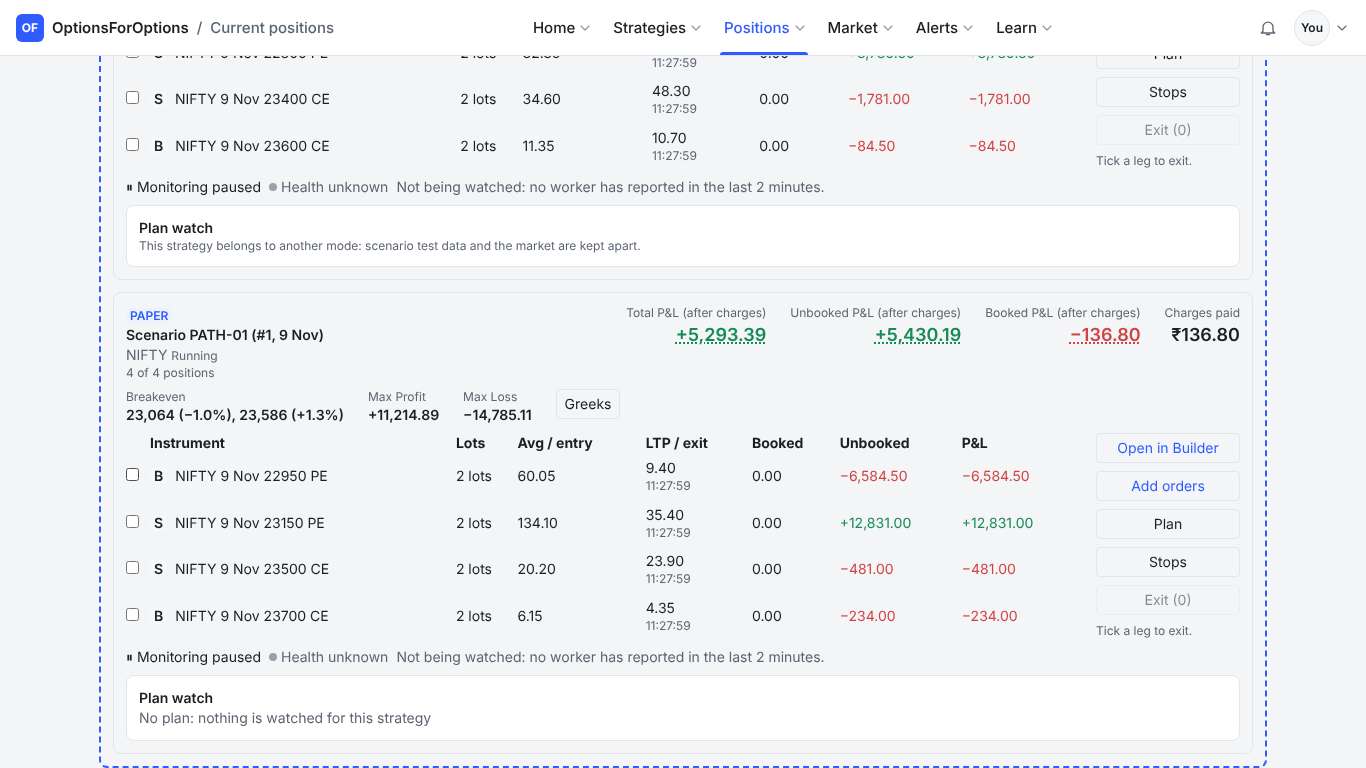 OF OptionsForOptions / Current positions Home Strategies Positions Market Alerts Learn You
11:27:59
S NIFTY 9 Nov 23400 CE 2 lots 34.60 48.30 0.00 −1,781.00 −1,781.00 Stops
11:27:59
Exit (0)
B NIFTY 9 Nov 23600 CE 2 lots 11.35 10.70 0.00 −84.50 −84.50
11:27:59
Tick a leg to exit.
Monitoring paused Health unknown Not being watched: no worker has reported in the last 2 minutes.
Plan watch
This strategy belongs to another mode: scenario test data and the market are kept apart.
PAPER
Scenario PATH-01 (#1, 9 Nov)
NIFTY Running
4 of 4 positions
Total P&L (after charges) Unbooked P&L (after charges) Booked P&L (after charges) Charges paid
+5,293.39 +5,430.19 −136.80 ₹136.80
Breakeven Max Profit Max Loss
23,064 (−1.0%), 23,586 (+1.3%) +11,214.89 −14,785.11 Greeks
Instrument Lots Avg / entry LTP / exit Booked Unbooked P&L
B NIFTY 9 Nov 22950 PE 2 lots 60.05 9.40 0.00 −6,584.50 −6,584.50
11:27:59
S NIFTY 9 Nov 23150 PE 2 lots 134.10 35.40 0.00 +12,831.00 +12,831.00
11:27:59
S NIFTY 9 Nov 23500 CE 2 lots 20.20 23.90 0.00 −481.00 −481.00
11:27:59
B NIFTY 9 Nov 23700 CE 2 lots 6.15 4.35 0.00 −234.00 −234.00
11:27:59
Open in Builder
Add orders
Plan
Stops
Exit (0)
Tick a leg to exit.
Monitoring paused Health unknown Not being watched: no worker has reported in the last 2 minutes.
Plan watch
No plan: nothing is watched for this strategy